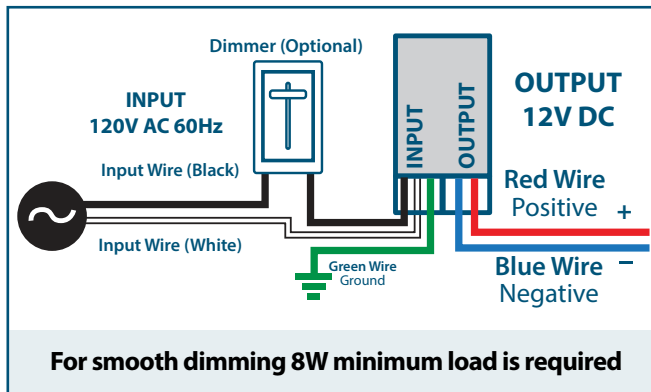 Dimmer (Optional)
INPUT
120V AC 60Hz
Input Wire (Black)
Input Wire (White)
INPUT
OUTPUT
OUTPUT
12V DC
Red Wire
Positive +
Green Wire
Ground
Blue Wire −
Negative
For smooth dimming 8W minimum load is required